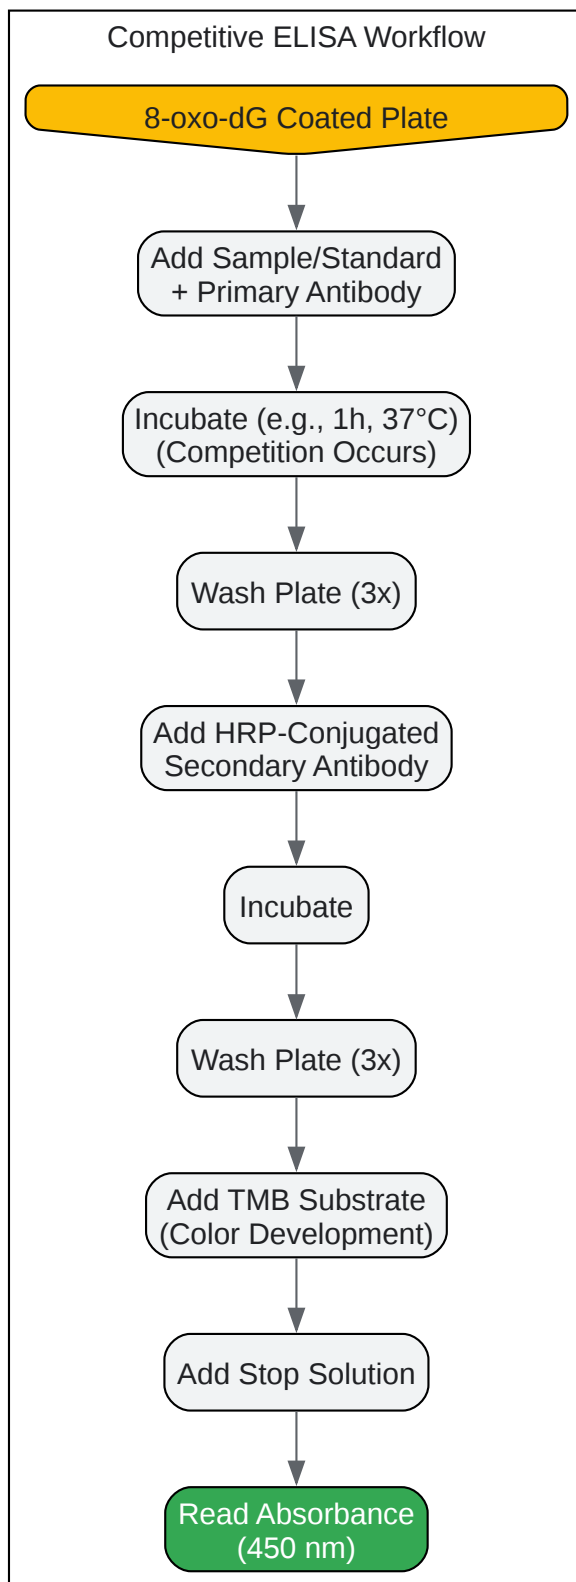 Competitive ELISA Workflow
8-oxo-dG Coated Plate
Add Sample/Standard
+ Primary Antibody
Incubate (e.g., 1h, 37°C)
(Competition Occurs)
Wash Plate (3x)
Add HRP-Conjugated
Secondary Antibody
Incubate
Wash Plate (3x)
Add TMB Substrate
(Color Development)
Add Stop Solution
Read Absorbance
(450 nm)